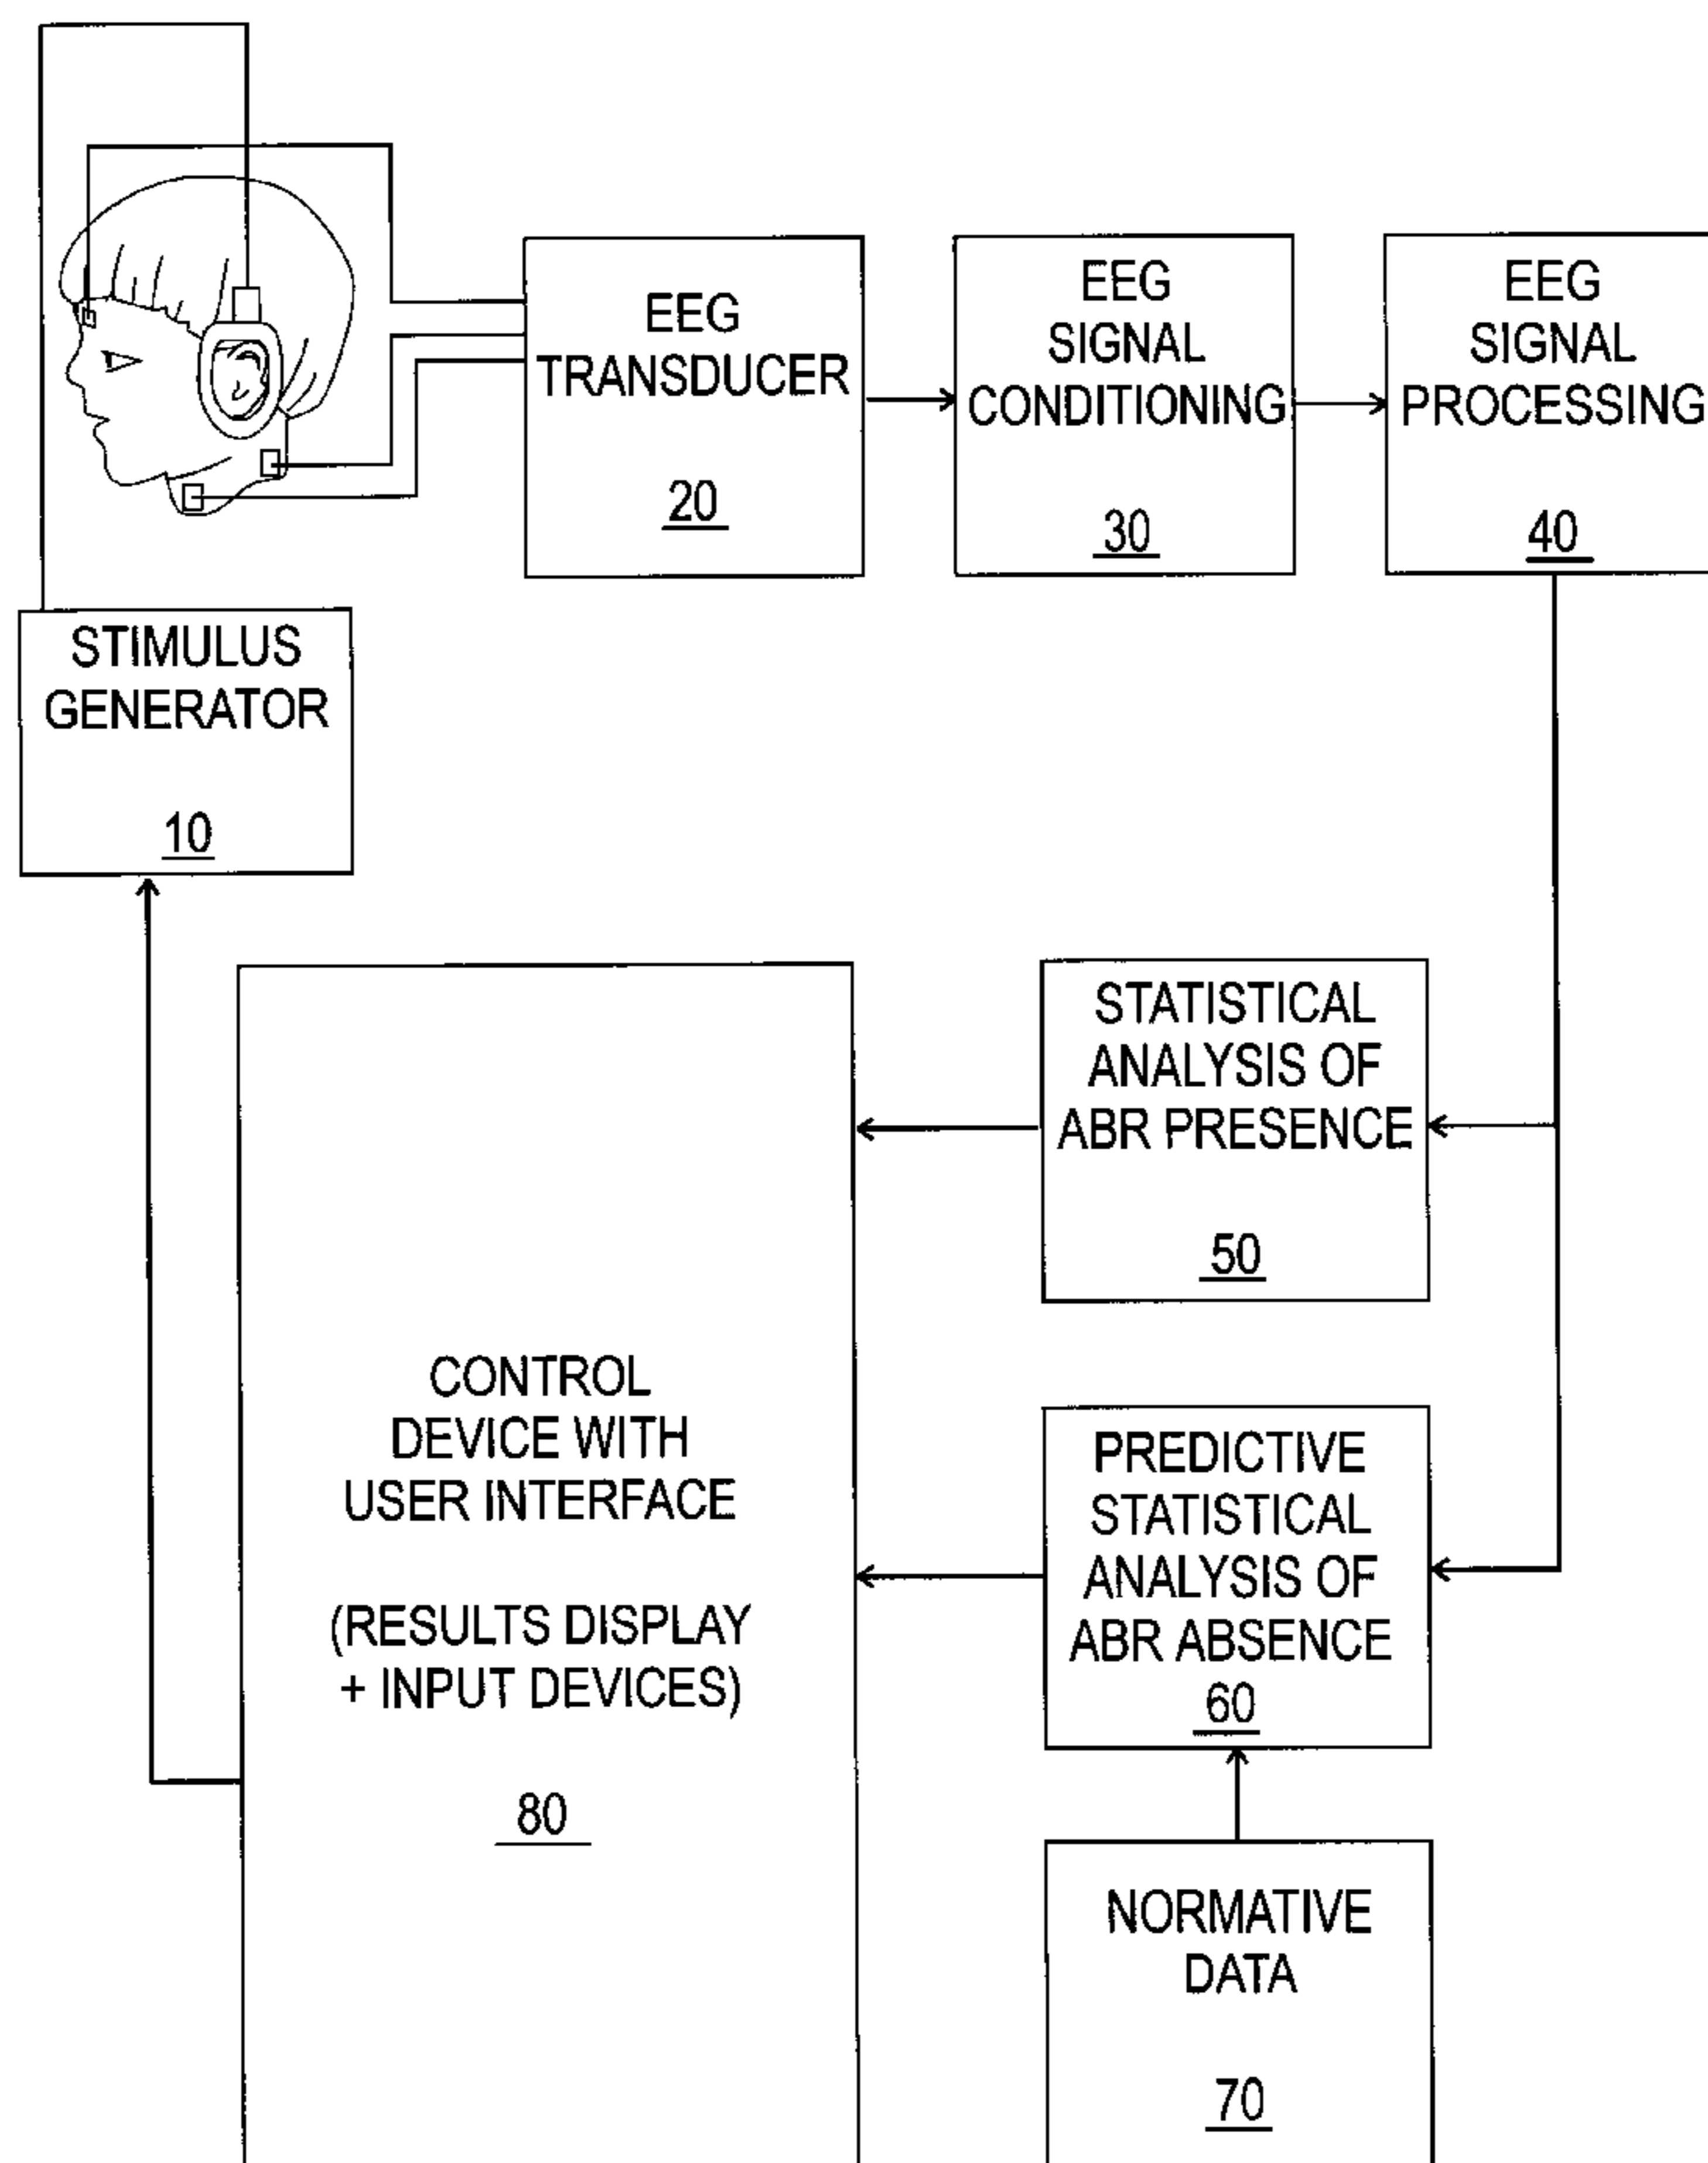 EEG
TRANSDUCER
20
EEG
SIGNAL
CONDITIONING
30
EEG
SIGNAL
PROCESSING
40
STIMULUS
GENERATOR
10
STATISTICAL
ANALYSIS OF
ABR PRESENCE
50
CONTROL
DEVICE WITH
USER INTERFACE
(RESULTS DISPLAY
+ INPUT DEVICES)
80
PREDICTIVE
STATISTICAL
ANALYSIS OF
ABR ABSENCE
60
NORMATIVE
DATA
70